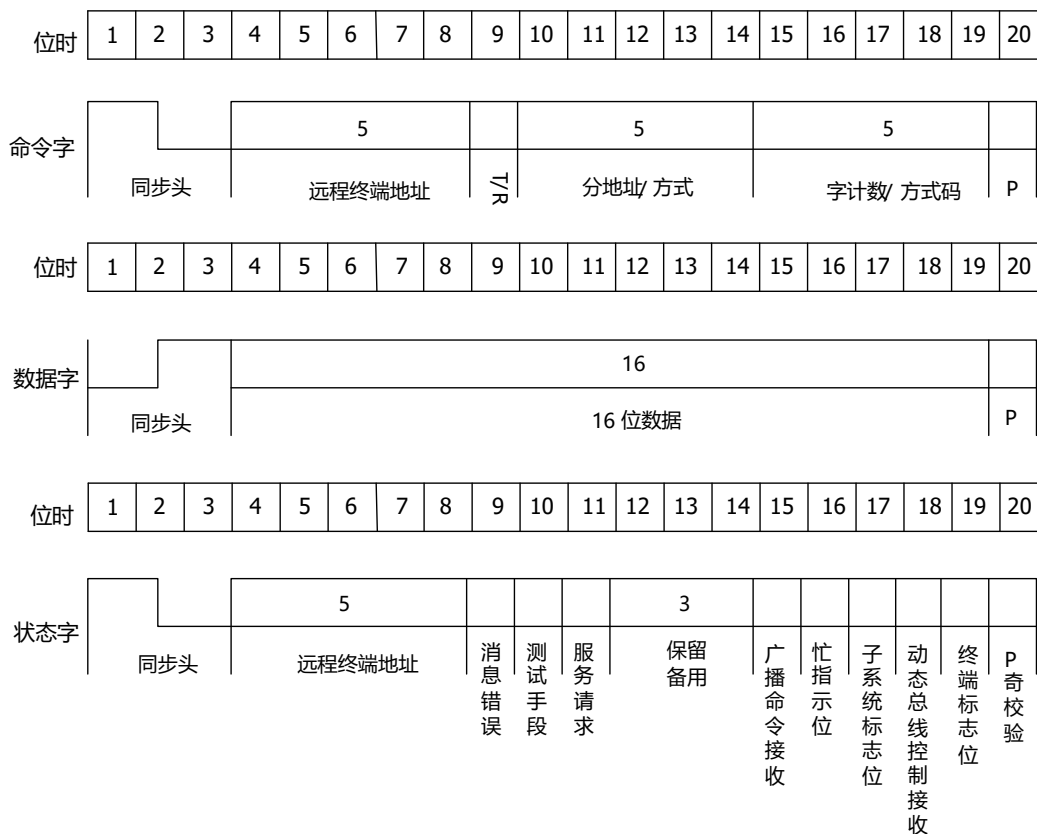 位时 1 2 3 4 5 6 7 8 9 10 11 12 13 14 15 16 17 18 19 20
命令字 5 5 5
同步头 远程终端地址 T/R 分地址/ 方式 字计数/ 方式码 P
位时 1 2 3 4 5 6 7 8 9 10 11 12 13 14 15 16 17 18 19 20
数据字 16
同步头 16 位数据 P
位时 1 2 3 4 5 6 7 8 9 10 11 12 13 14 15 16 17 18 19 20
状态字 5 3
同步头
远程终端地址
消息错误
测试手段
服务请求
保留
备用
广播命令接收
忙指示位
子系统标志位
动态总线控制接收
终端标志位
P奇校验